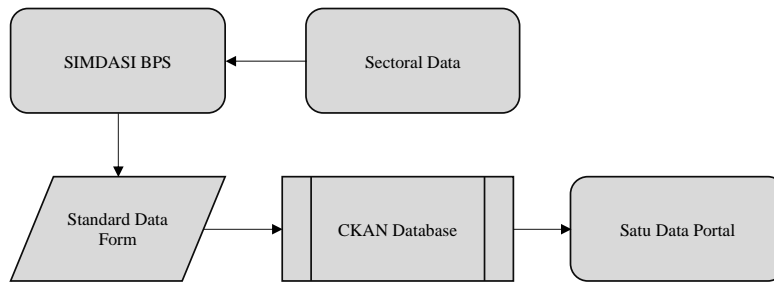 SIMDASI BPS
Sectoral Data
Standard Data
Form
CKAN Database
Satu Data Portal